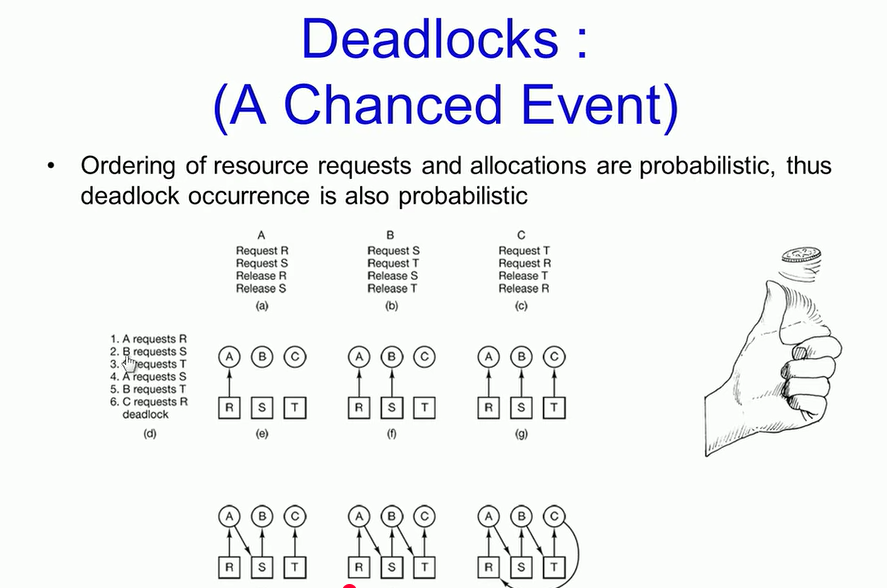 Deadlocks :
(A Chanced Event)
• Ordering of resource requests and allocations are probabilistic, thus
deadlock occurrence is also probabilistic
A B C
Request R Request S Request T
Request S Request T Request R
Release R Release S Release T
Release S Release T Release R
(a) (b) (c)
1. A requests R
2. B requests S
3. requests T
4. A requests S
5. B requests T
6. C requests R
deadlock
(d)
A B C A B C A B C
R S T R S T R S T
(e) (f) (g)
A B C A B C A B C
R S T R S T R S T